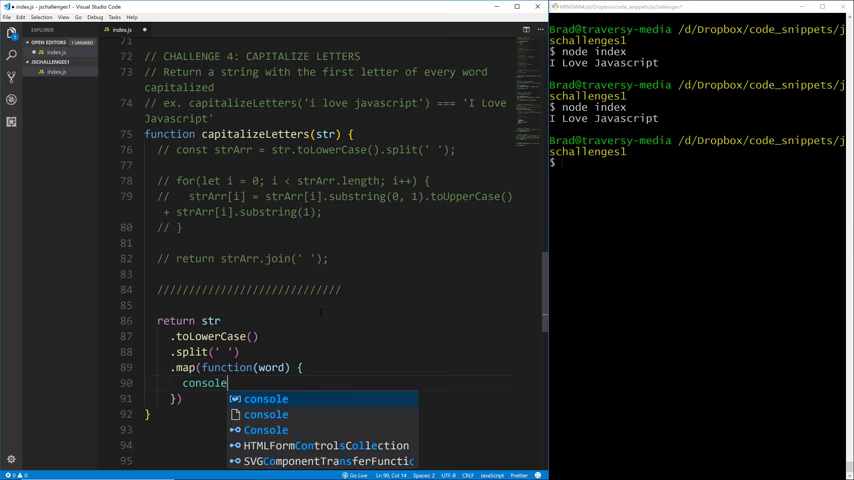 index.js ● - Visual Studio Code
File Edit Selection View Go Debug Tasks Help
EXPLORER
OPEN EDITORS 1 UNSAVED
● index.js
JSCHALLENGES1
index.js
index.js ●
71
72 // CHALLENGE 4: CAPITALIZE LETTERS
73 // Return a string with the first letter of every word
capitalized
74 // ex. capitalizeLetters('i love javascript') === 'I Love
Javascript'
75 function capitalizeLetters(str) {
76 // const strArr = str.toLowerCase().split(' ');
77
78 // for(let i = 0; i < strArr.length; i++) {
79 // strArr[i] = strArr[i].substring(0, 1).toUpperCase()
+ strArr[i].substring(1);
80 // }
81
82 // return strArr.join(' ');
83
84 /////////////////////////////
85
86 return str
87 .toLowerCase()
88 .split(' ')
89 .map(function(word) {
90 console
91 })
92 }
93
94
95
console
console
Console
HTMLFormControlsCollection
SVGComponentTransferFunctic
0 0 Go Live Ln 90, Col 14 Spaces: 2 UTF-8 CRLF JavaScript Prettier
MINGW64:/d/Dropbox/code_snippets/jschallenges1
Brad@traversy-media /d/Dropbox/code_snippets/j
schallenges1
$ node index
I Love Javascript
Brad@traversy-media /d/Dropbox/code_snippets/j
schallenges1
$ node index
I Love Javascript
Brad@traversy-media /d/Dropbox/code_snippets/j
schallenges1
$